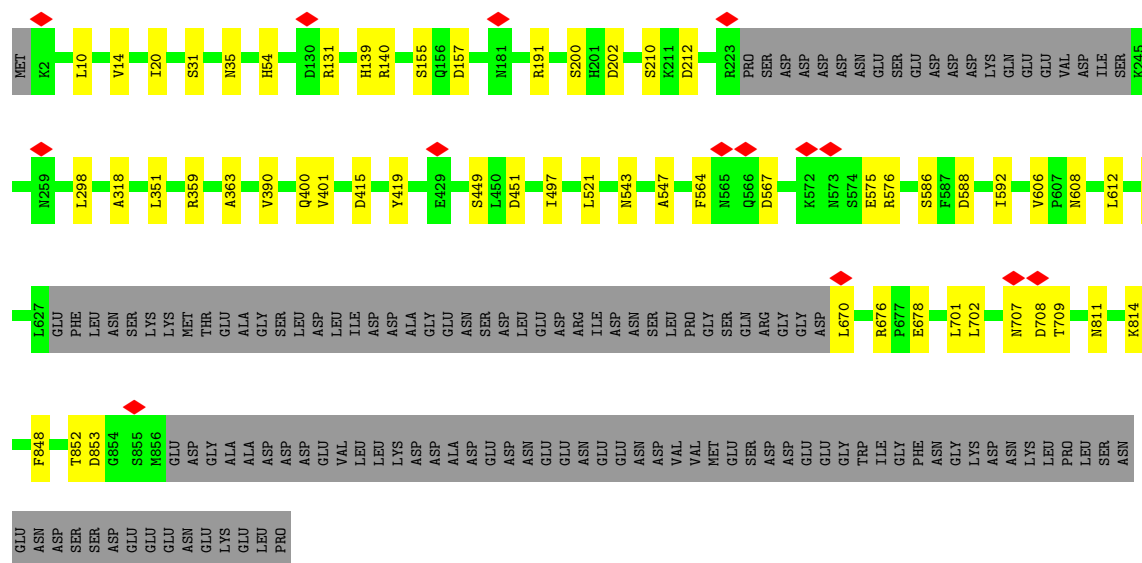 MET K2 L10 V14 I20 S31 N35 H54 D130 R131 H139 R140 S155 Q156 D157 N181 R191 S200 H201 D202 S210 K211 D212 R223 PRO SER ASP ASP ASP ASP ASN GLU SER GLU ASP ASP ASP LYS GLN GLU GLU VAL ASP ILE SER K245
N259 L298 A318 L351 R359 A363 V390 Q400 V401 D415 Y419 E429 S449 L450 D451 I497 L521 N543 A547 F564 N565 Q566 D567 K572 N573 S574 E575 R576 S586 F587 D588 I592 V606 P607 N608 L612
L627 GLU PHE LEU ASN SER LYS LYS MET THR GLU ALA GLY SER LEU ASP LEU ILE ASP ASP ALA GLY GLU ASN SER ASP LEU GLU ASP ARG ILE ASP ASN SER LEU PRO GLY SER GLN ARG GLY GLY ASP L670 R676 P677 E678 L701 L702 N707 D708 T709 N811 K814
F848 T852 D853 G854 S855 M856 GLU ASP GLY ALA ALA ASP ASP ASP GLU VAL LEU LEU LYS ASP ASP ALA ASP GLU ASP ASN GLU GLU ASN GLU GLU ASN ASP VAL VAL MET GLU SER ASP ASP GLU GLU GLY TRP ILE GLY PHE ASN GLY LYS ASP ASN LYS LEU PRO LEU SER ASN
GLU ASN ASP SER SER ASP GLU GLU GLU ASN GLU LYS GLU LEU PRO